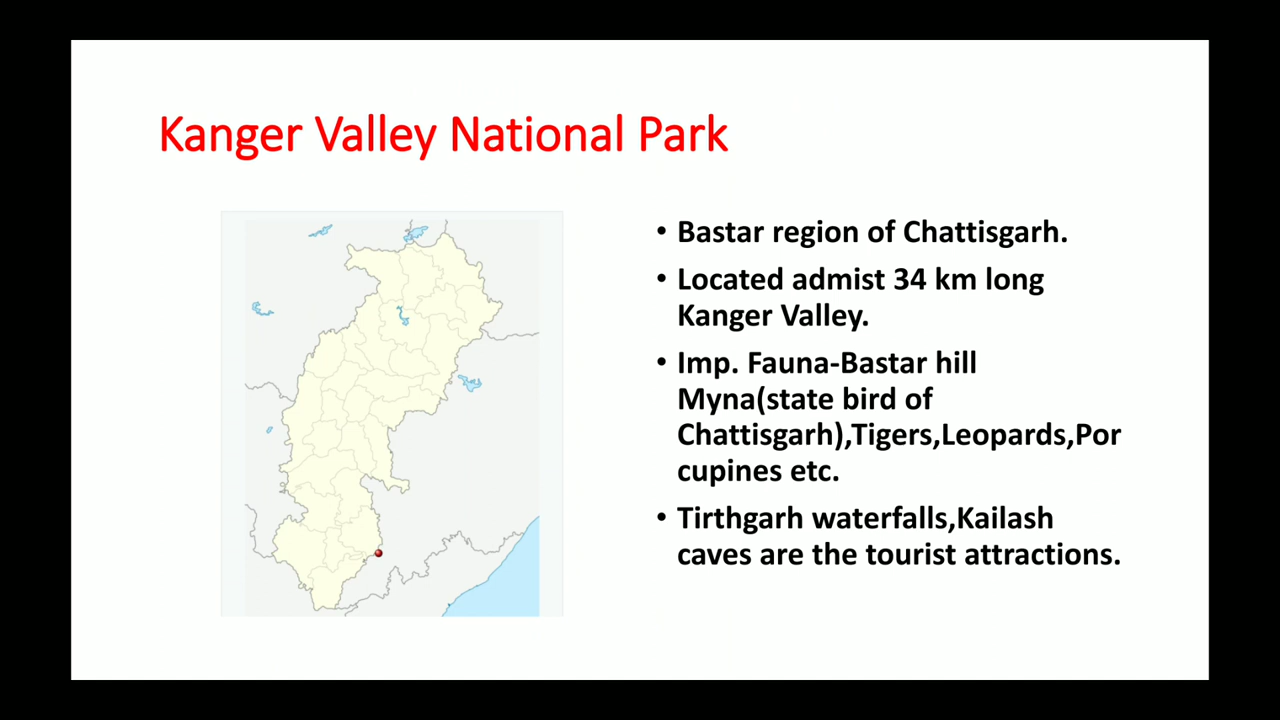 Kanger Valley National Park
• Bastar region of Chattisgarh.
• Located admist 34 km long
Kanger Valley.
• Imp. Fauna-Bastar hill
Myna(state bird of
Chattisgarh),Tigers,Leopards,Por
cupines etc.
• Tirthgarh waterfalls,Kailash
caves are the tourist attractions.